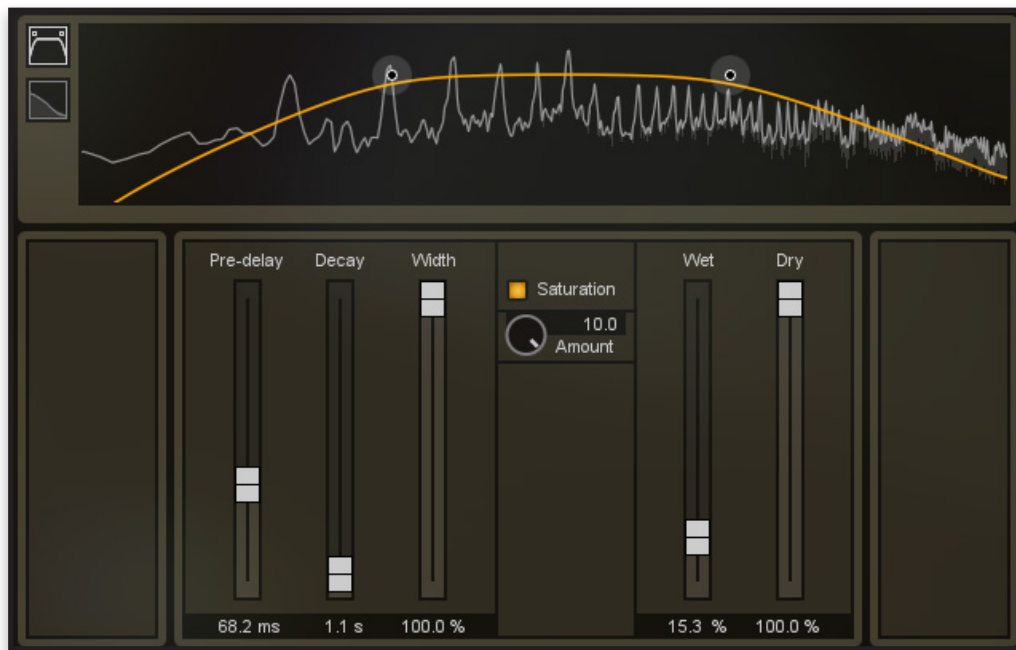 Pre-delay Decay Width Wet Dry
Saturation
10.0
Amount
68.2 ms 1.1 s 100.0 % 15.3 % 100.0 %